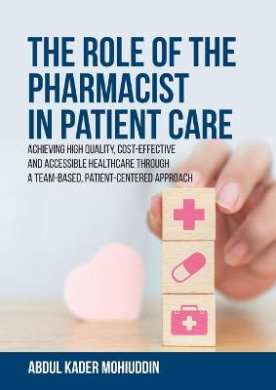 THE ROLE OF THE
PHARMACIST
IN PATIENT CARE
ACHIEVING HIGH QUALITY, COST-EFFECTIVE
AND ACCESSIBLE HEALTHCARE THROUGH
A TEAM-BASED, PATIENT-CENTERED APPROACH
ABDUL KADER MOHIUDDIN